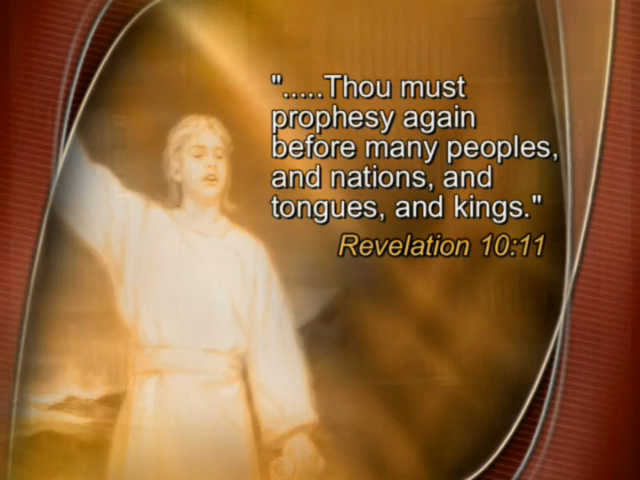 ".....Thou must
prophesy again
before many peoples,
and nations, and
tongues, and kings."
Revelation 10:11